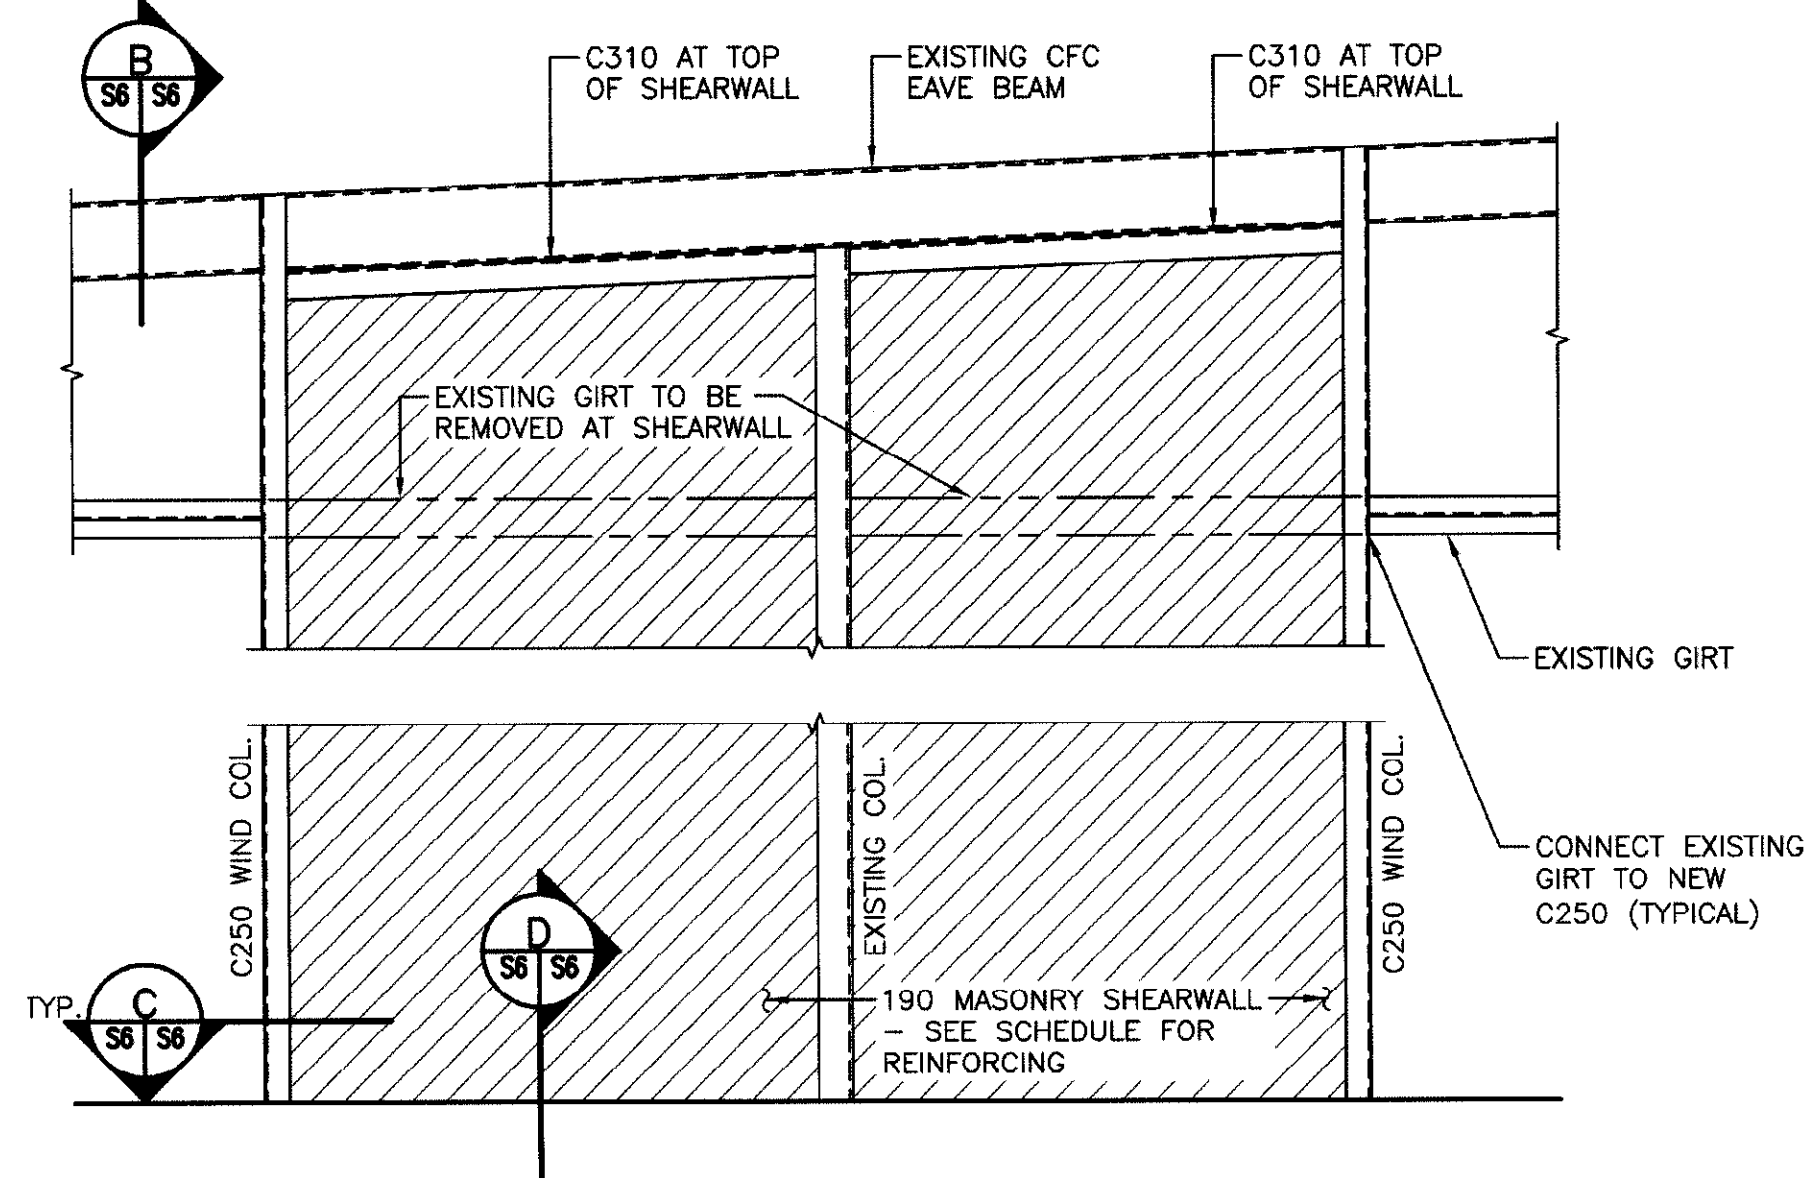 B
S6 S6
C310 AT TOP
OF SHEARWALL
EXISTING CFC
EAVE BEAM
C310 AT TOP
OF SHEARWALL
EXISTING GIRT TO BE
REMOVED AT SHEARWALL
EXISTING GIRT
C250 WIND COL.
EXISTING COL.
C250 WIND COL.
CONNECT EXISTING
GIRT TO NEW
C250 (TYPICAL)
D
S6 S6
TYP.
C
S6 S6
190 MASONRY SHEARWALL
– SEE SCHEDULE FOR
REINFORCING